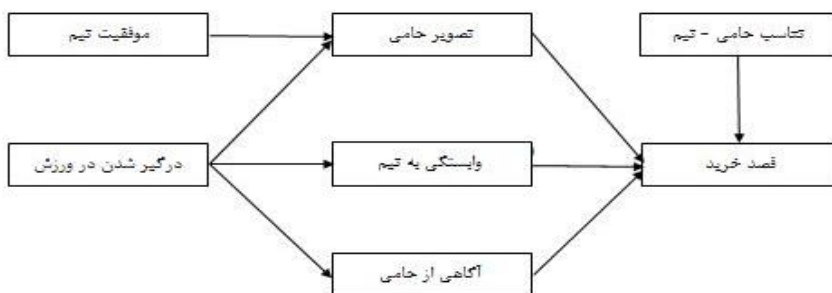 موفقیت تیم
تصویر حامی
تناسب حامی - تیم
درگیر شدن در ورزش
وابستگی به تیم
قصد خرید
آگاهی از حامی